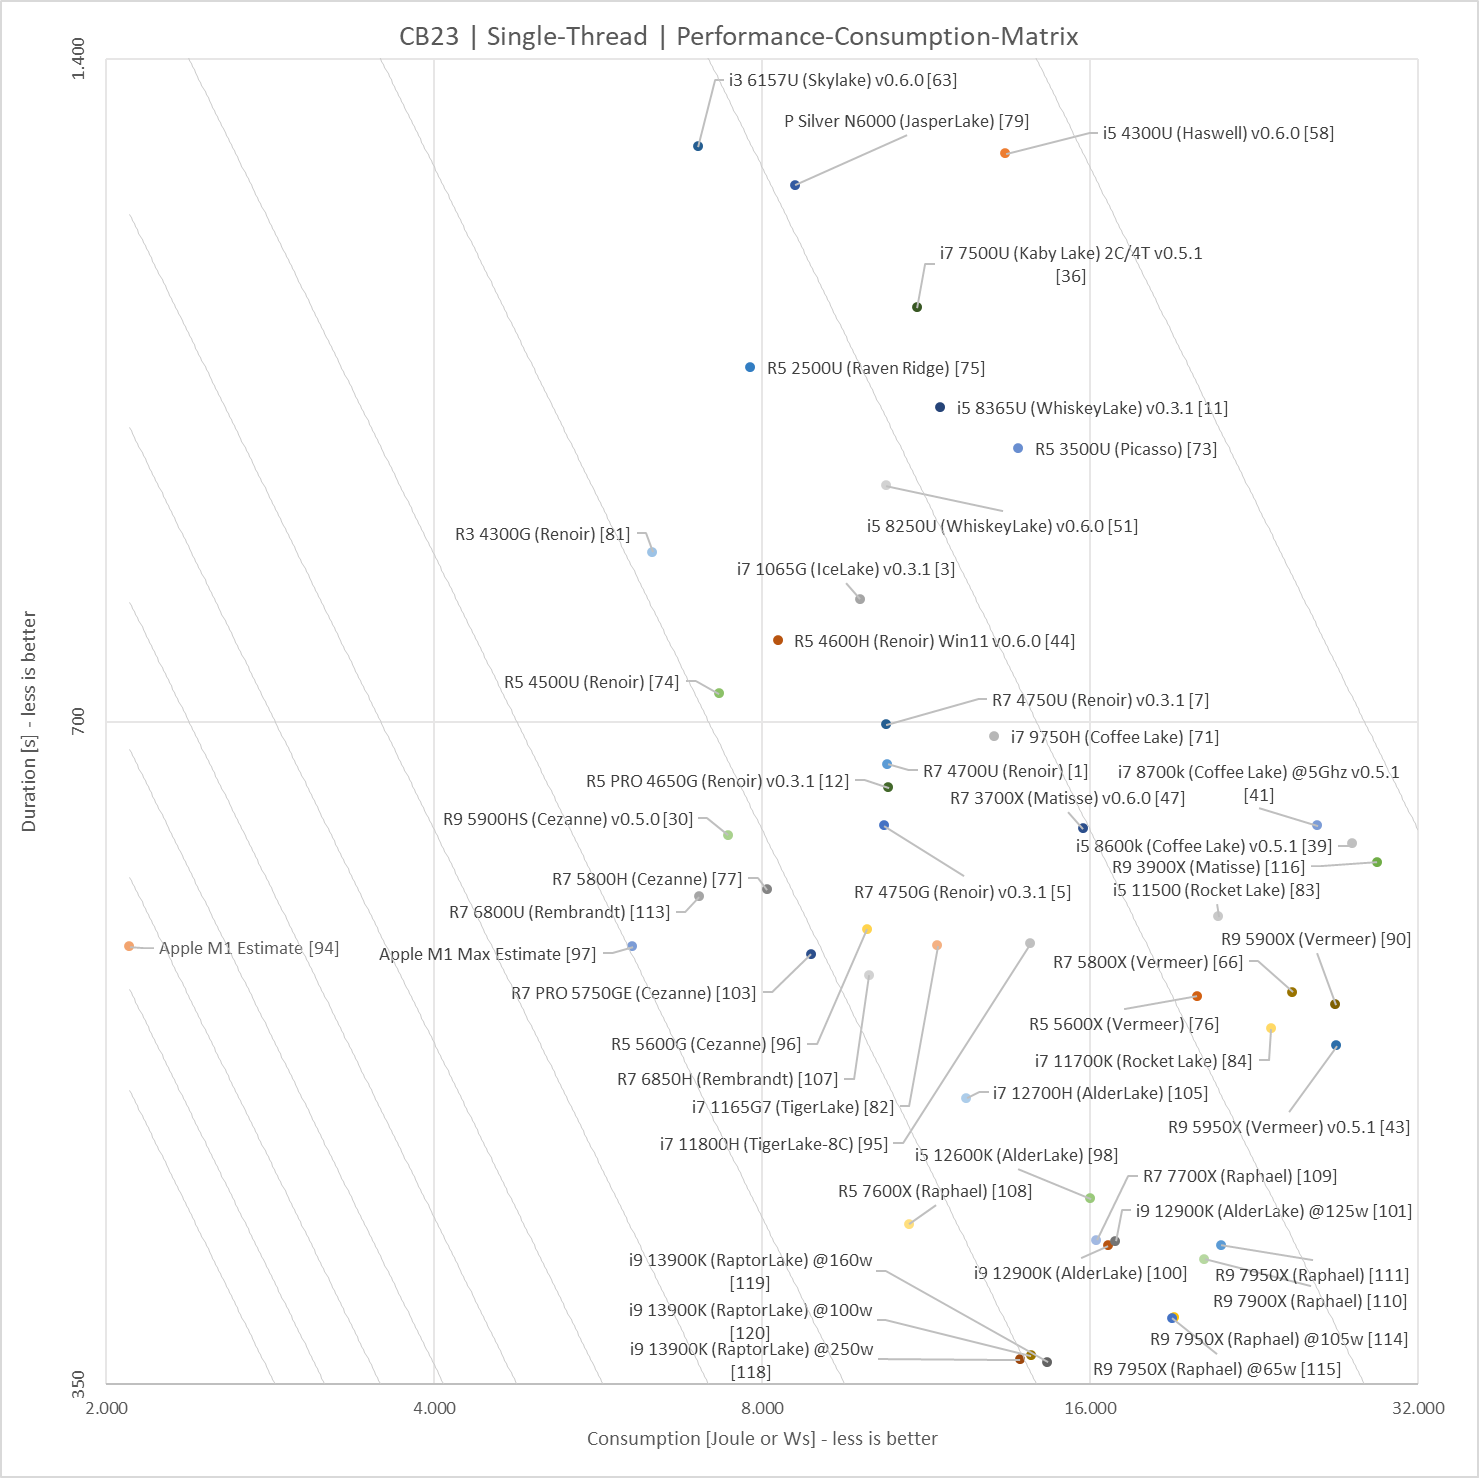 CB23 | Single-Thread | Performance-Consumption-Matrix
1.400
i3 6157U (Skylake) v0.6.0 [63]
P Silver N6000 (JasperLake) [79]
i5 4300U (Haswell) v0.6.0 [58]
i7 7500U (Kaby Lake) 2C/4T v0.5.1
[36]
R5 2500U (Raven Ridge) [75]
i5 8365U (WhiskeyLake) v0.3.1 [11]
R5 3500U (Picasso) [73]
i5 8250U (WhiskeyLake) v0.6.0 [51]
R3 4300G (Renoir) [81]
i7 1065G (IceLake) v0.3.1 [3]
R5 4600H (Renoir) Win11 v0.6.0 [44]
R5 4500U (Renoir) [74]
R7 4750U (Renoir) v0.3.1 [7]
700
i7 9750H (Coffee Lake) [71]
R7 4700U (Renoir) [1]
i7 8700k (Coffee Lake) @5Ghz v0.5.1
[41]
R5 PRO 4650G (Renoir) v0.3.1 [12]
R7 3700X (Matisse) v0.6.0 [47]
R9 5900HS (Cezanne) v0.5.0 [30]
i5 8600k (Coffee Lake) v0.5.1 [39]
R9 3900X (Matisse) [116]
R7 5800H (Cezanne) [77]
R7 4750G (Renoir) v0.3.1 [5]
i5 11500 (Rocket Lake) [83]
R7 6800U (Rembrandt) [113]
R9 5900X (Vermeer) [90]
Apple M1 Estimate [94]
Apple M1 Max Estimate [97]
R7 5800X (Vermeer) [66]
R7 PRO 5750GE (Cezanne) [103]
R5 5600X (Vermeer) [76]
R5 5600G (Cezanne) [96]
i7 11700K (Rocket Lake) [84]
R7 6850H (Rembrandt) [107]
i7 12700H (AlderLake) [105]
i7 1165G7 (TigerLake) [82]
R9 5950X (Vermeer) v0.5.1 [43]
i7 11800H (TigerLake-8C) [95]
i5 12600K (AlderLake) [98]
R7 7700X (Raphael) [109]
R5 7600X (Raphael) [108]
i9 12900K (AlderLake) @125w [101]
i9 13900K (RaptorLake) @160w
[119]
i9 12900K (AlderLake) [100]
R9 7950X (Raphael) [111]
R9 7900X (Raphael) [110]
i9 13900K (RaptorLake) @100w
[120]
R9 7950X (Raphael) @105w [114]
i9 13900K (RaptorLake) @250w
[118]
R9 7950X (Raphael) @65w [115]
350
2.000
4.000
8.000
16.000
32.000
Consumption [Joule or Ws] - less is better
Duration [s] - less is better